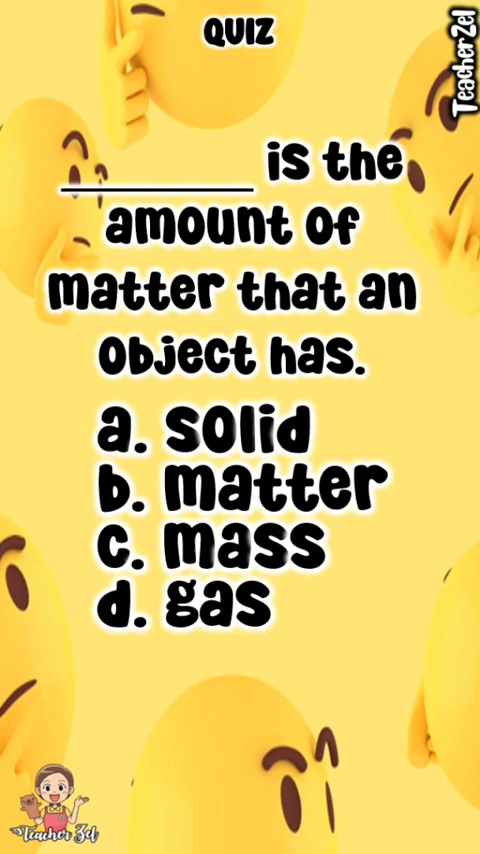 QUIZ
TeacherZel
________ is the
amount of
matter that an
object has.
a. solid
b. matter
c. mass
d. gas
Teacher Zel